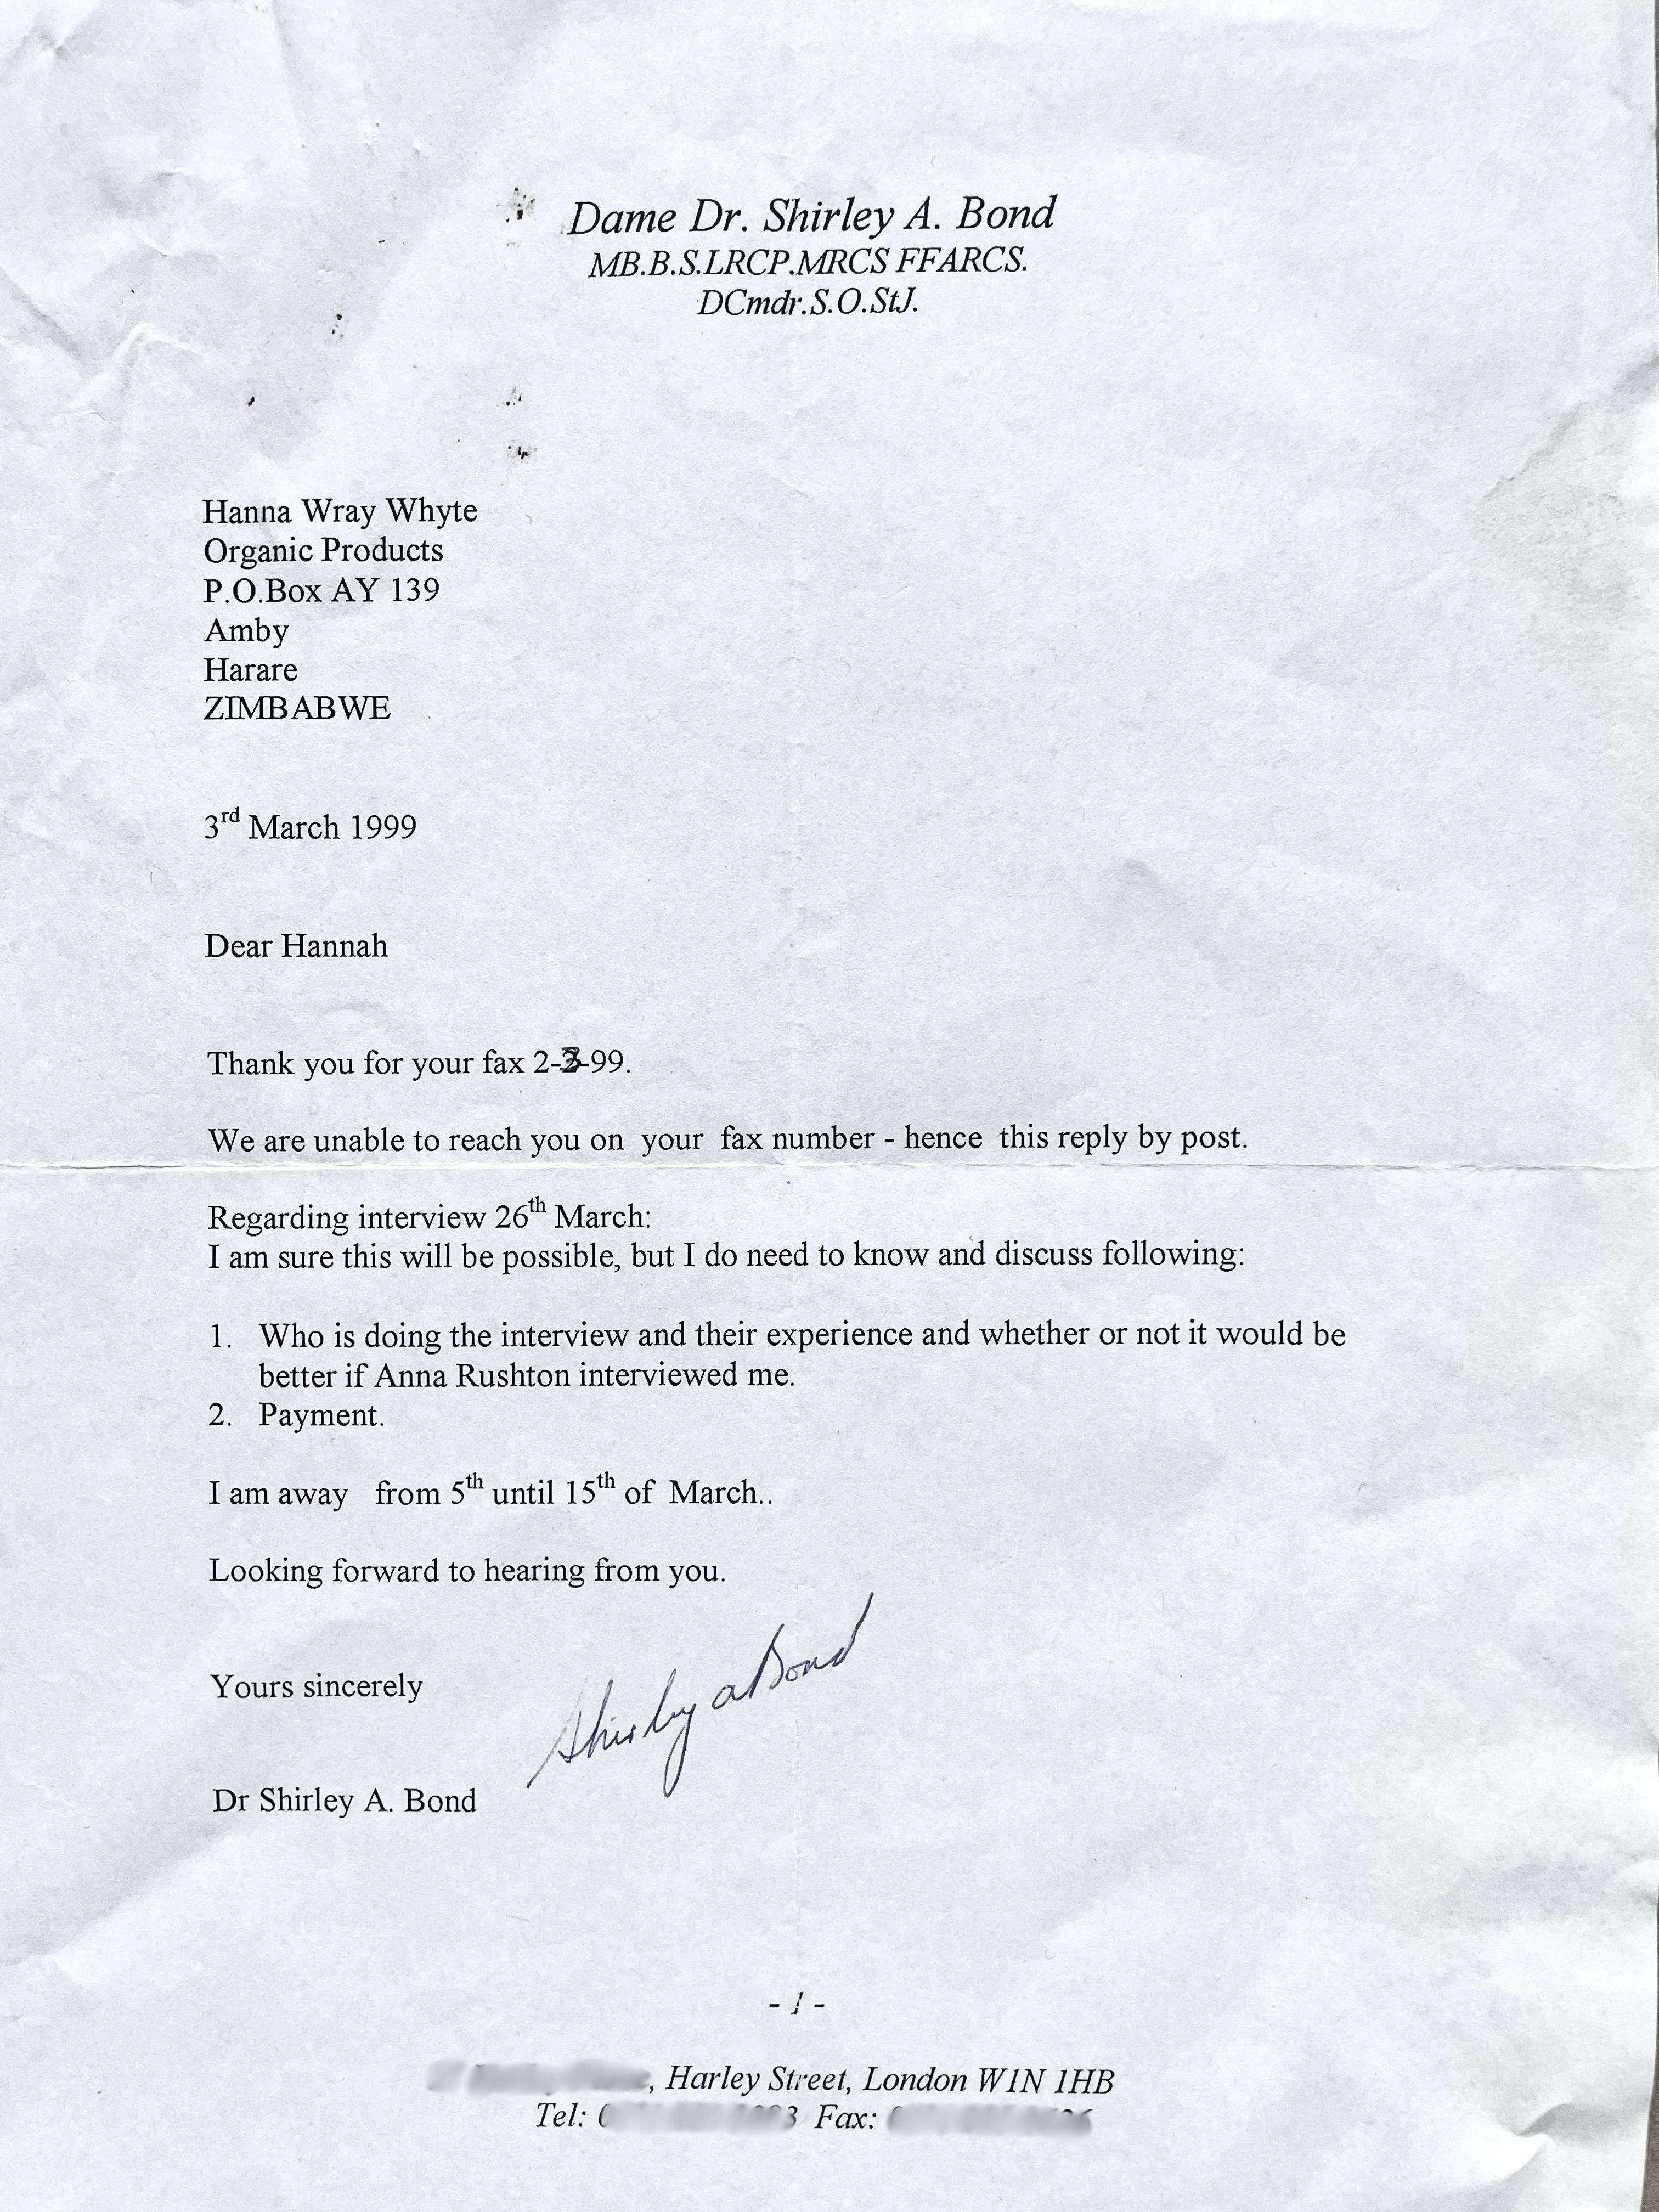 Dame Dr. Shirley A. Bond
MB.B.S.LRCP.MRCS FFARCS.
DCmdr.S.O.StJ.
Hanna Wray Whyte
Organic Products
P.O.Box AY 139
Amby
Harare
ZIMBABWE
3rd March 1999
Dear Hannah
Thank you for your fax 2-3-99.
We are unable to reach you on your fax number - hence this reply by post.
Regarding interview 26th March:
I am sure this will be possible, but I do need to know and discuss following:
1. Who is doing the interview and their experience and whether or not it would be
better if Anna Rushton interviewed me.
2. Payment.
I am away from 5th until 15th of March..
Looking forward to hearing from you.
Yours sincerely
Shirley A Bond
Dr Shirley A. Bond
- 1 -
, Harley Street, London W1N 1HB
Tel: Fax: